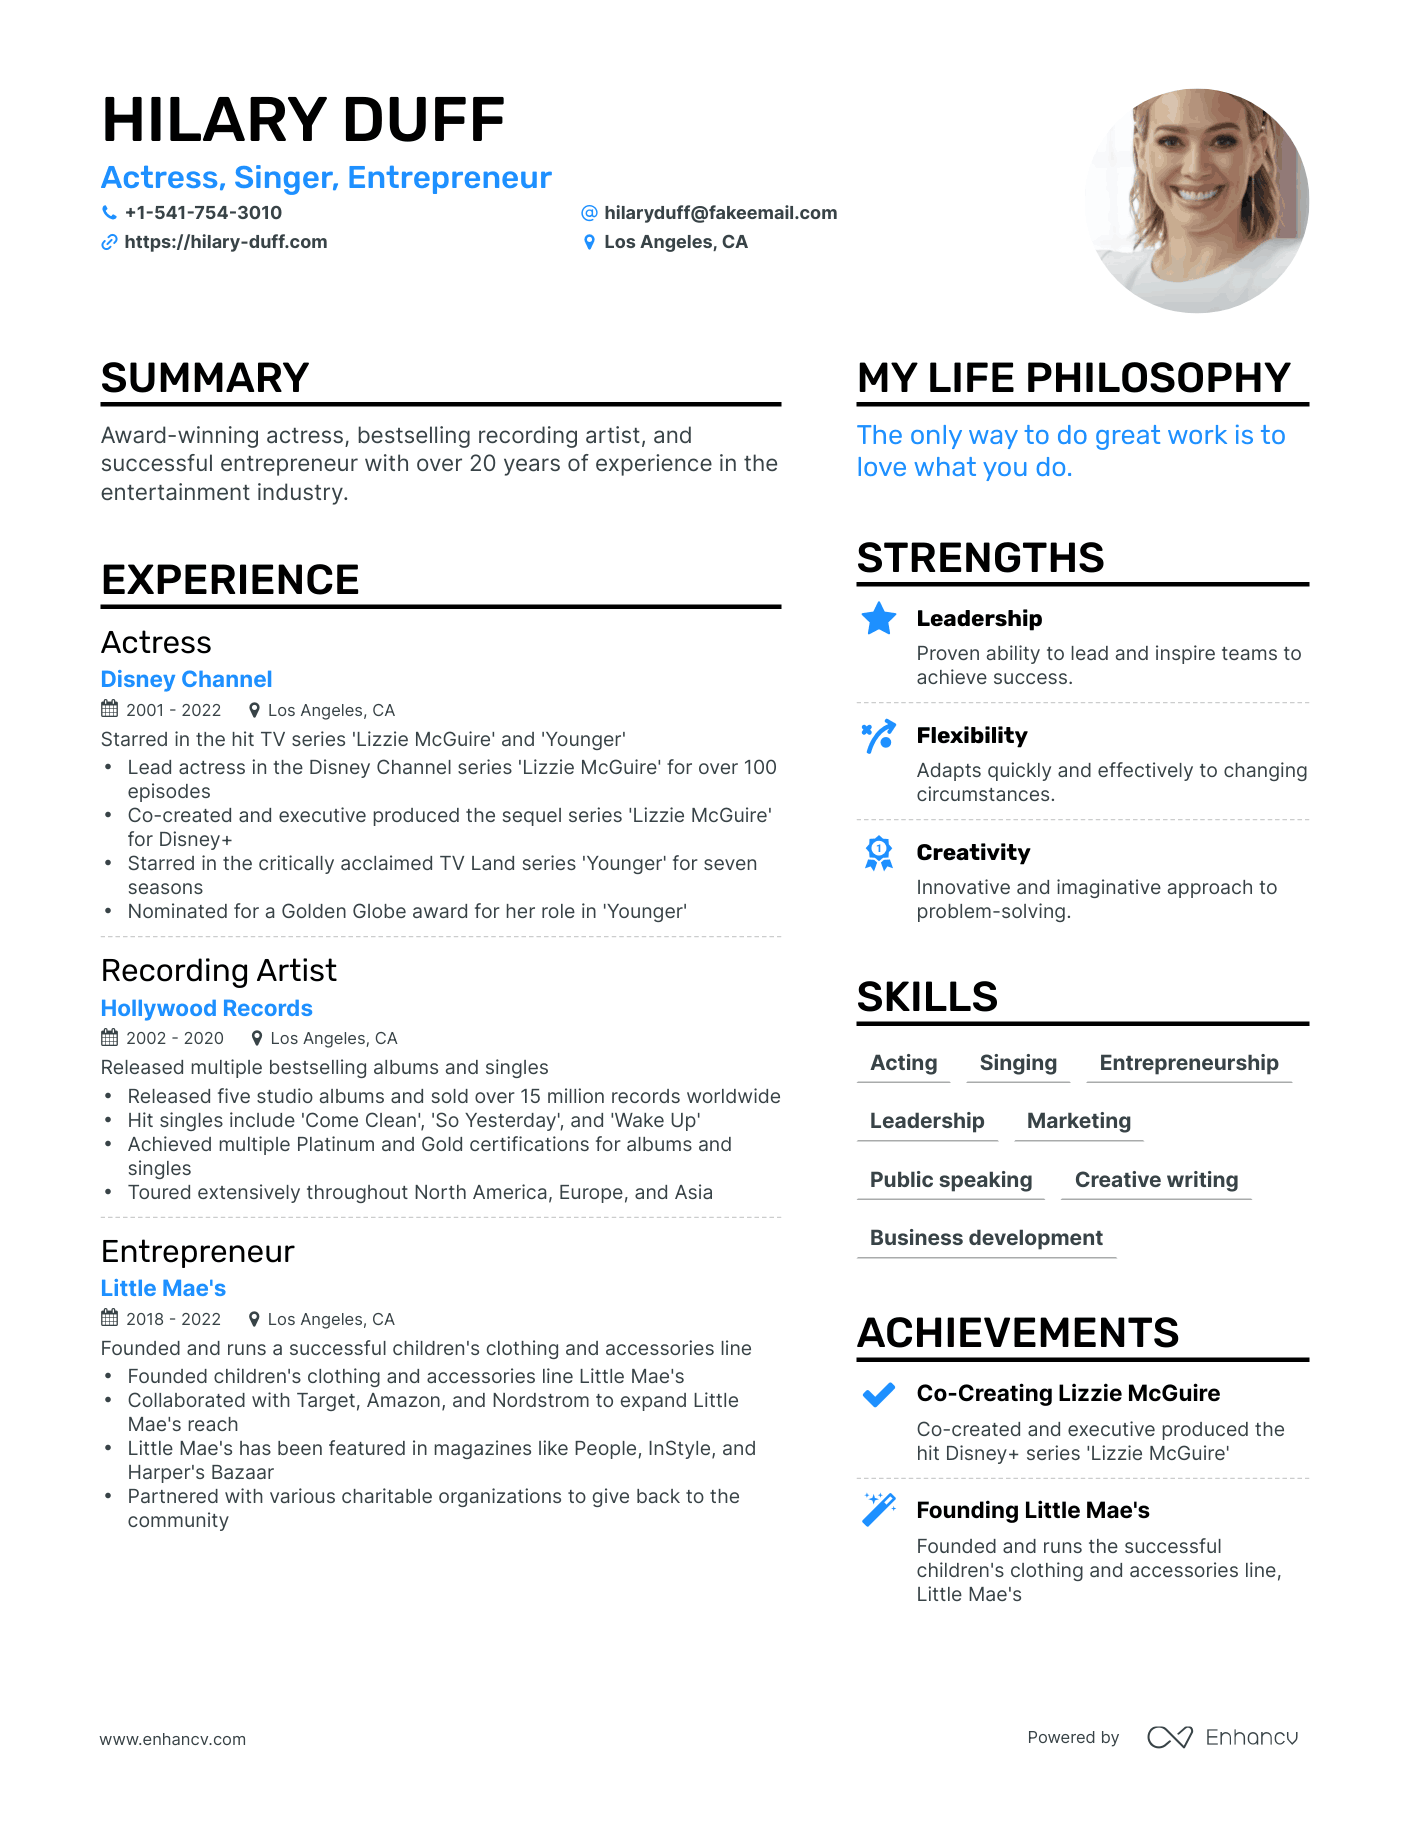 HILARY DUFF
Actress, Singer, Entrepreneur
+1-541-754-3010
hilaryduff@fakeemail.com
https://hilary-duff.com
Los Angeles, CA
SUMMARY
Award-winning actress, bestselling recording artist, and
successful entrepreneur with over 20 years of experience in the
entertainment industry.
EXPERIENCE
Actress
Disney Channel
2001 - 2022 Los Angeles, CA
Starred in the hit TV series 'Lizzie McGuire' and 'Younger'
• Lead actress in the Disney Channel series 'Lizzie McGuire' for over 100
episodes
• Co-created and executive produced the sequel series 'Lizzie McGuire'
for Disney+
• Starred in the critically acclaimed TV Land series 'Younger' for seven
seasons
• Nominated for a Golden Globe award for her role in 'Younger'
Recording Artist
Hollywood Records
2002 - 2020 Los Angeles, CA
Released multiple bestselling albums and singles
• Released five studio albums and sold over 15 million records worldwide
• Hit singles include 'Come Clean', 'So Yesterday', and 'Wake Up'
• Achieved multiple Platinum and Gold certifications for albums and
singles
• Toured extensively throughout North America, Europe, and Asia
Entrepreneur
Little Mae's
2018 - 2022 Los Angeles, CA
Founded and runs a successful children's clothing and accessories line
• Founded children's clothing and accessories line Little Mae's
• Collaborated with Target, Amazon, and Nordstrom to expand Little
Mae's reach
• Little Mae's has been featured in magazines like People, InStyle, and
Harper's Bazaar
• Partnered with various charitable organizations to give back to the
community
MY LIFE PHILOSOPHY
The only way to do great work is to
love what you do.
STRENGTHS
Leadership
Proven ability to lead and inspire teams to
achieve success.
Flexibility
Adapts quickly and effectively to changing
circumstances.
1
Creativity
Innovative and imaginative approach to
problem-solving.
SKILLS
Acting Singing Entrepreneurship
Leadership Marketing
Public speaking Creative writing
Business development
ACHIEVEMENTS
Co-Creating Lizzie McGuire
Co-created and executive produced the
hit Disney+ series 'Lizzie McGuire'
Founding Little Mae's
Founded and runs the successful
children's clothing and accessories line,
Little Mae's
www.enhancv.com
Powered by Enhancv